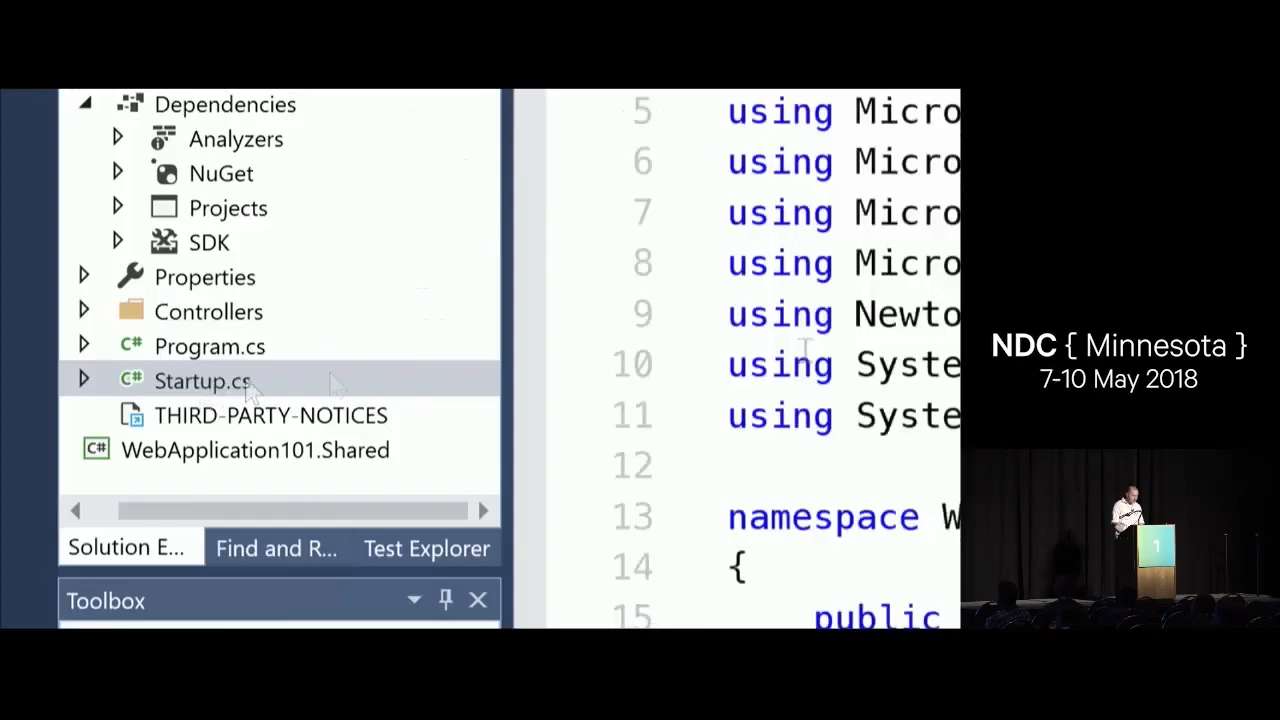 Dependencies
Analyzers
NuGet
Projects
SDK
Properties
Controllers
C# Program.cs
C# Startup.cs
THIRD-PARTY-NOTICES
C# WebApplication101.Shared
Solution E...
Find and R...
Test Explorer
Toolbox
5 using Micro
6 using Micro
7 using Micro
8 using Micro
9 using Newto
10 using Syste
11 using Syste
12
13 namespace W
14 {
15 public
NDC { Minnesota }
7-10 May 2018
1